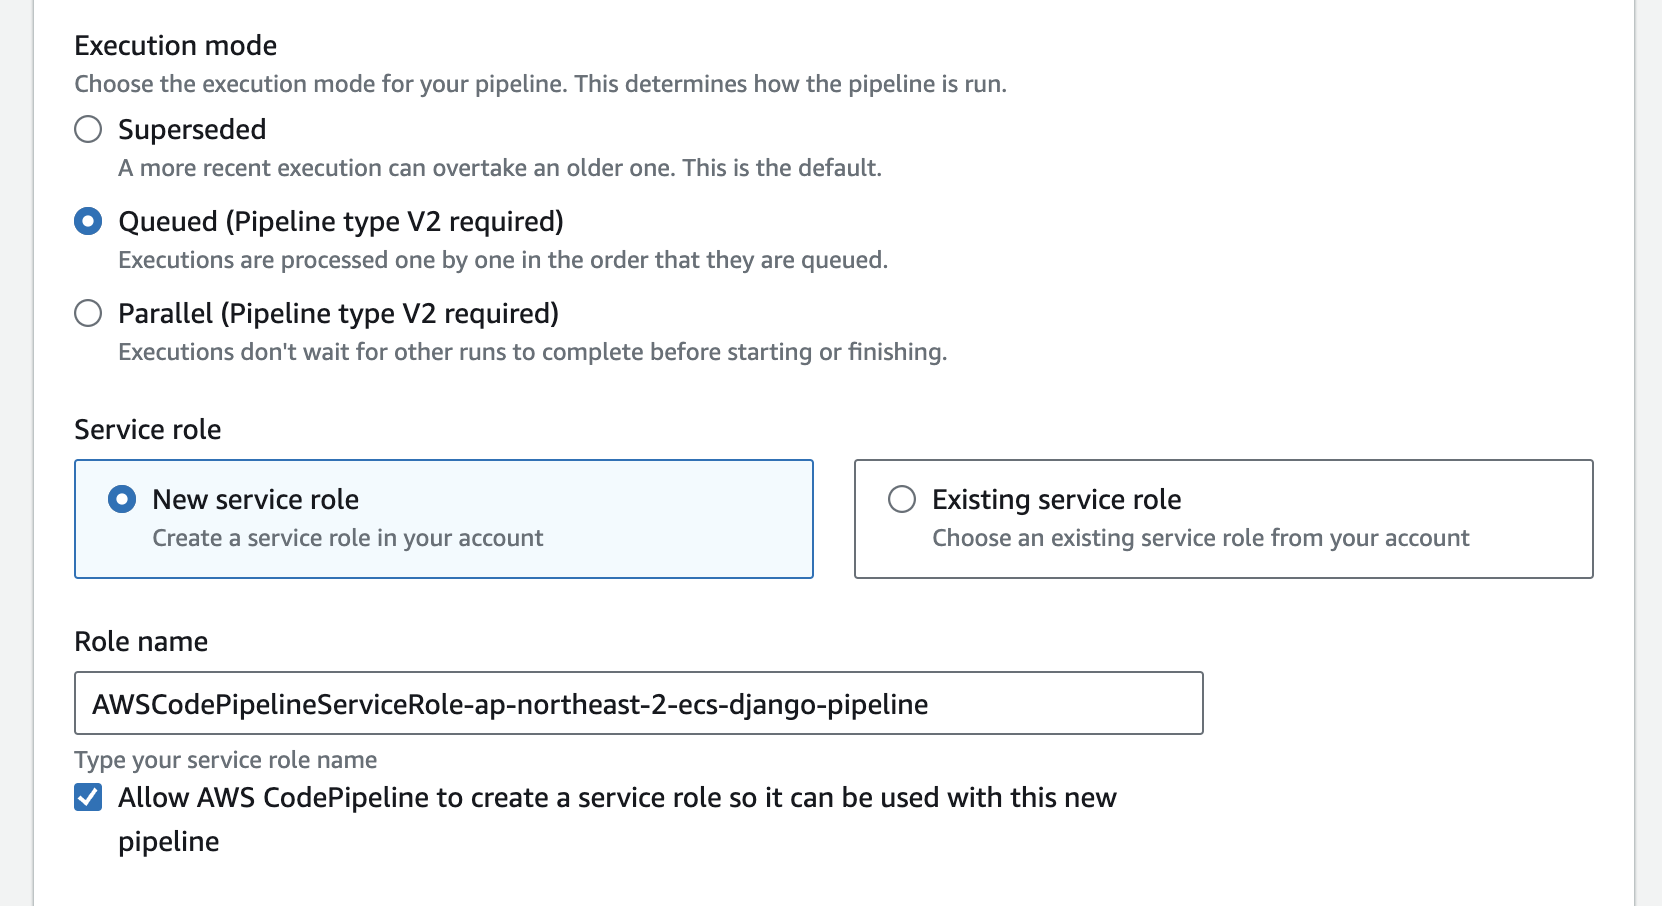 Execution mode
Choose the execution mode for your pipeline. This determines how the pipeline is run.
Superseded
A more recent execution can overtake an older one. This is the default.
Queued (Pipeline type V2 required)
Executions are processed one by one in the order that they are queued.
Parallel (Pipeline type V2 required)
Executions don't wait for other runs to complete before starting or finishing.
Service role
New service role
Create a service role in your account
Existing service role
Choose an existing service role from your account
Role name
AWSCodePipelineServiceRole-ap-northeast-2-ecs-django-pipeline
Type your service role name
Allow AWS CodePipeline to create a service role so it can be used with this new
pipeline